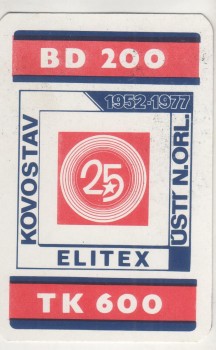 BD 200
1952-1977
KOVOSTAV
25
ÚSTÍ N.ORL.
ELITEX
TK 600